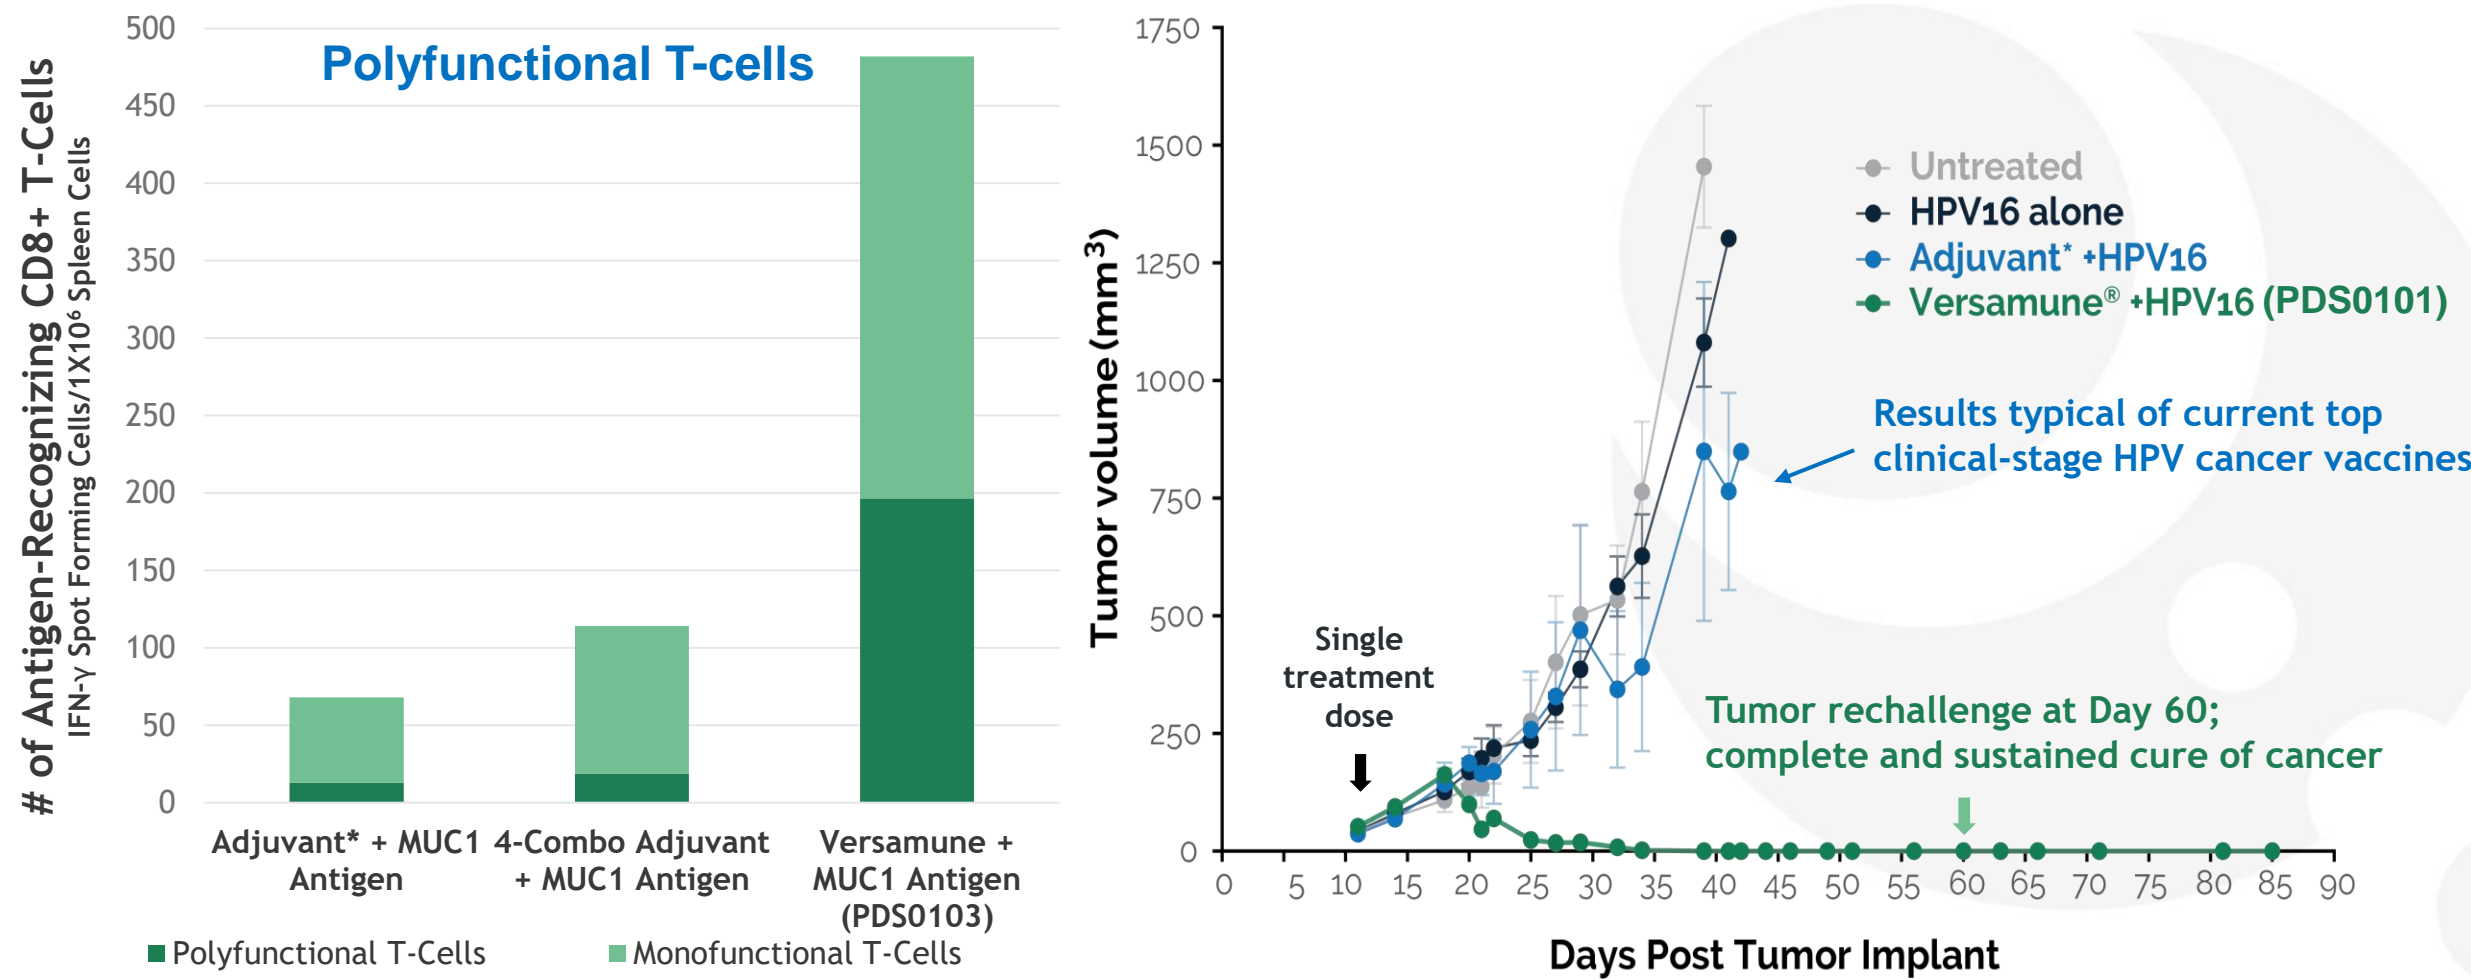 Polyfunctional T-cells
# of Antigen-Recognizing CD8+ T-Cells
IFN-γ Spot Forming Cells/1X10⁶ Spleen Cells
500
450
400
350
300
250
200
150
100
50
0
Adjuvant* + MUC1
Antigen
4-Combo Adjuvant
+ MUC1 Antigen
Versamune +
MUC1 Antigen
(PDS0103)
Polyfunctional T-Cells
Monofunctional T-Cells
Tumor volume (mm³)
1750
1500
1250
1000
750
500
250
0
Untreated
HPV16 alone
Adjuvant* +HPV16
Versamune® +HPV16 (PDS0101)
Results typical of current top
clinical-stage HPV cancer vaccines
Single
treatment
dose
Tumor rechallenge at Day 60;
complete and sustained cure of cancer
0 5 10 15 20 25 30 35 40 45 50 55 60 65 70 75 80 85 90
Days Post Tumor Implant